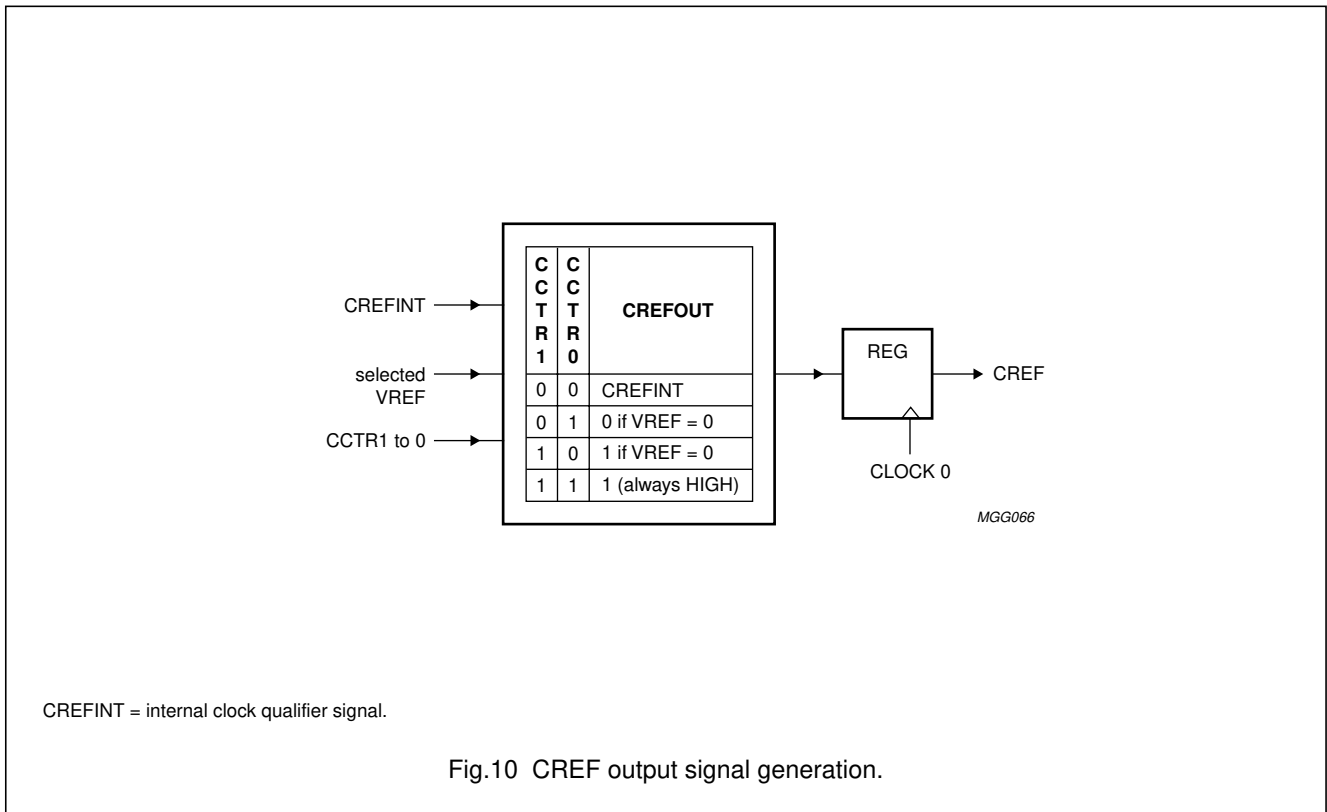 CREFINT
selected
VREF
CCTR1 to 0
CCTR1 CCTR0 CREFOUT
0 0 CREFINT
0 1 0 if VREF = 0
1 0 1 if VREF = 0
1 1 1 (always HIGH)
REG
CREF
CLOCK 0
MGG066
CREFINT = internal clock qualifier signal.
Fig.10 CREF output signal generation.